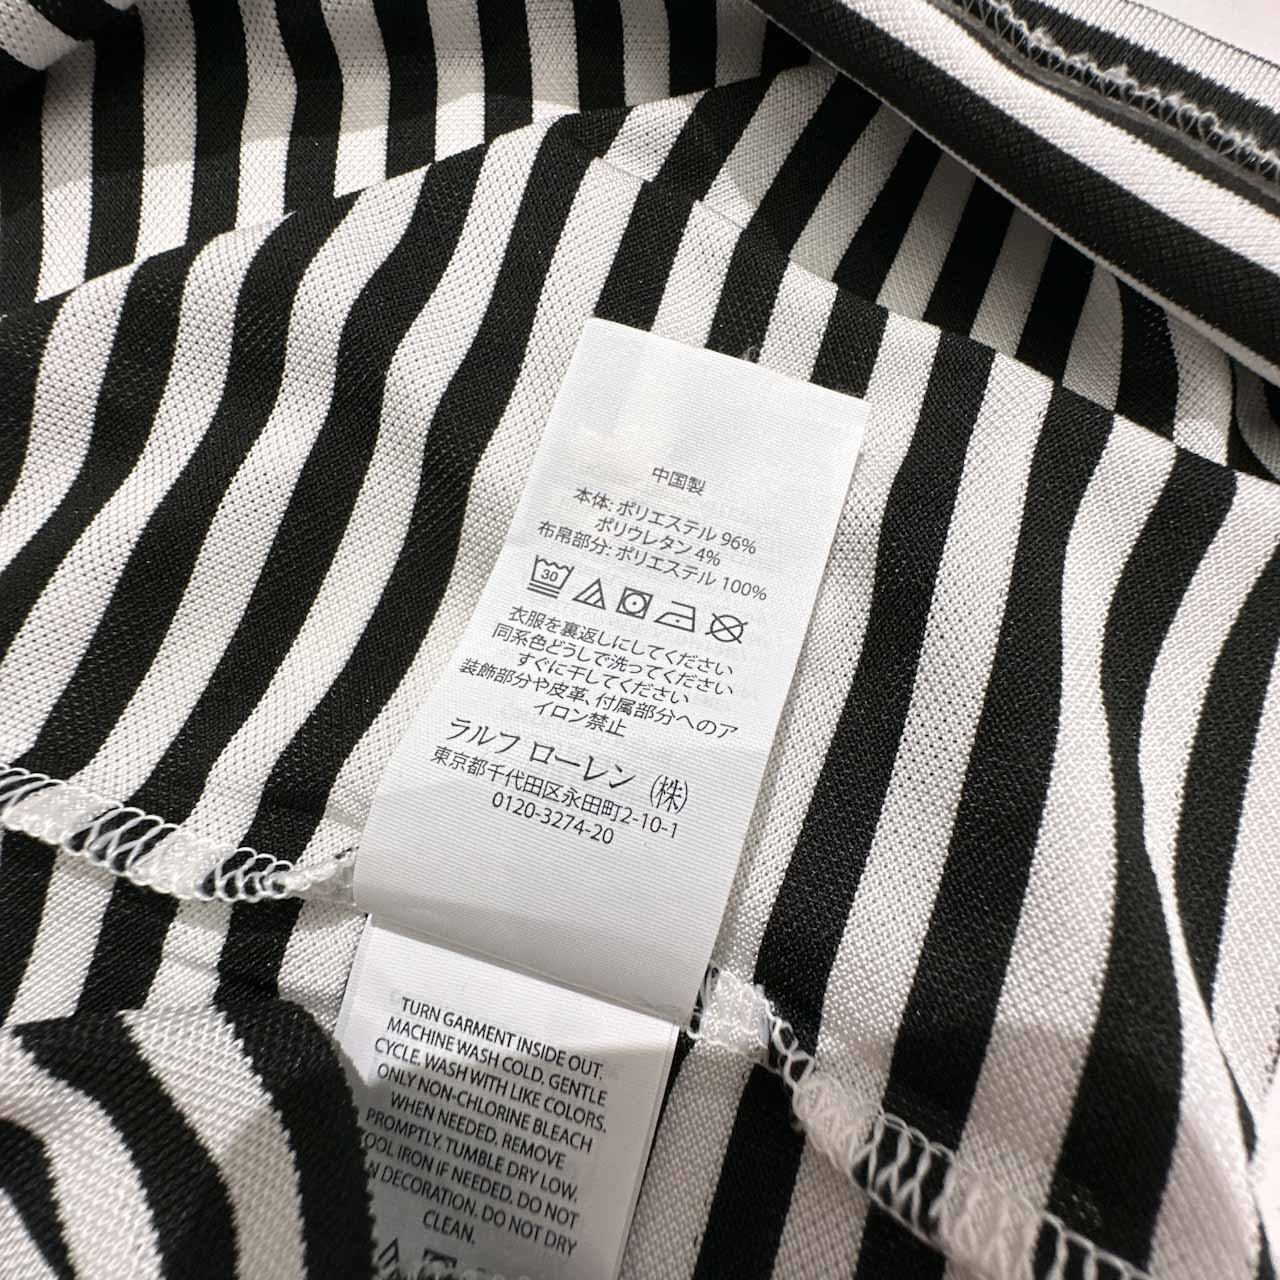 中国製
本体: ポリエステル 96%
ポリウレタン 4%
布帛部分: ポリエステル 100%
30
衣服を裏返しにしてください
同系色どうしで洗ってください
すぐに干してください
装飾部分や皮革、付属部分へのア
イロン禁止
ラルフ ローレン (株)
東京都千代田区永田町2-10-1
0120-3274-20
TURN GARMENT INSIDE OUT.
MACHINE WASH COLD, GENTLE
CYCLE. WASH WITH LIKE COLORS.
ONLY NON-CHLORINE BLEACH
WHEN NEEDED. REMOVE
PROMPTLY. TUMBLE DRY LOW.
IRON IF NEEDED. DO NOT
DECORATION. DO NOT DRY
CLEAN.